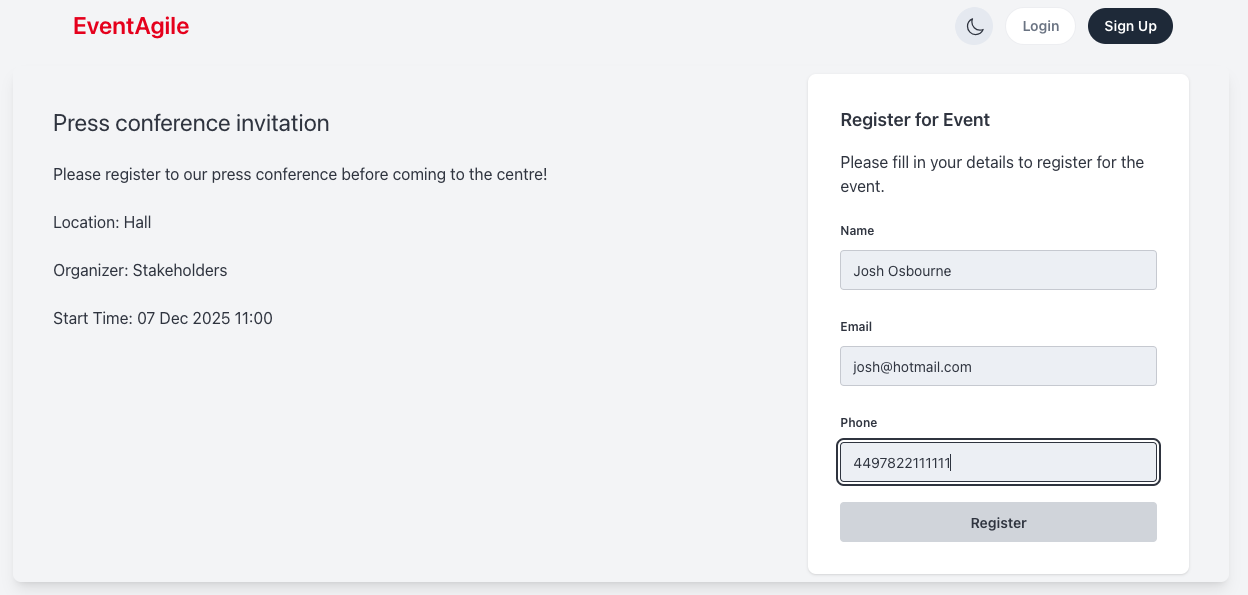 EventAgile
Login
Sign Up
Press conference invitation
Please register to our press conference before coming to the centre!
Location: Hall
Organizer: Stakeholders
Start Time: 07 Dec 2025 11:00
Register for Event
Please fill in your details to register for the
event.
Name
Josh Osbourne
Email
josh@hotmail.com
Phone
4497822111111
Register